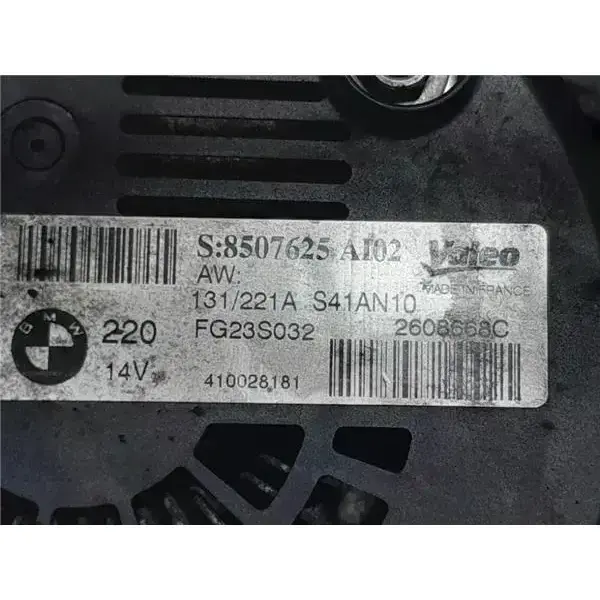 S:8507625 AI02 Valeo
AW: MADE IN FRANCE
131/221A S41AN10
BMW 220 FG23S032 2608668C
14V 410028181